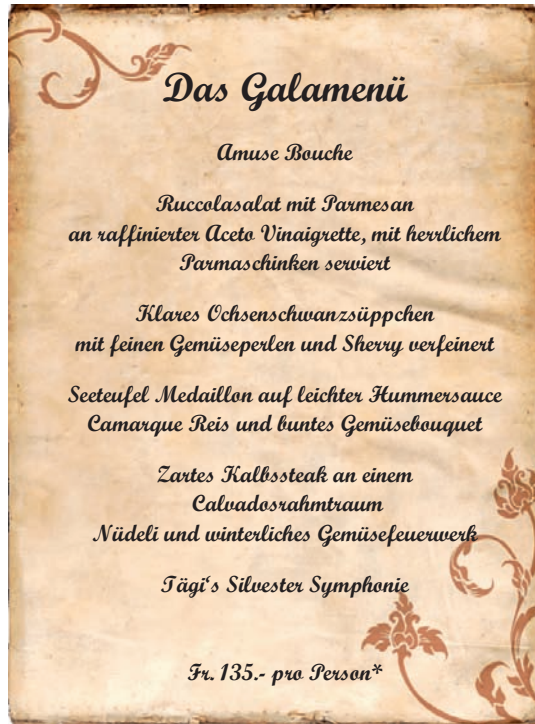 Das Galamenü
Amuse Bouche
Ruccolasalat mit Parmesan
an raffinierter Aceto Vinaigrette, mit herrlichem
Parmaschinken serviert
Klares Ochsenschwanzsüppchen
mit feinen Gemüseperlen und Sherry verfeinert
Seeteufel Medaillon auf leichter Hummersauce
Camarque Reis und buntes Gemüsebouquet
Zartes Kalbssteak an einem
Calvadosrahmtraum
Nüdeli und winterliches Gemüsefeuerwerk
Tägi‘s Silvester Symphonie
Fr. 135.- pro Person*